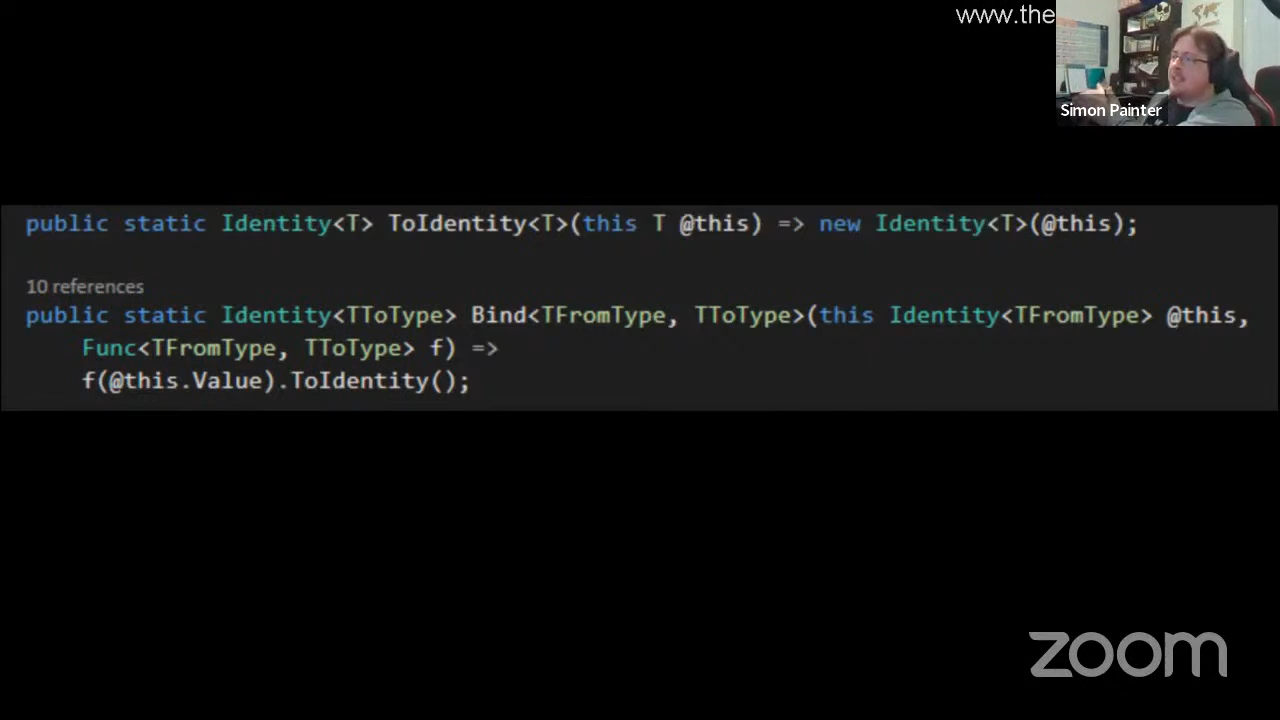 www.the
Simon Painter
public static Identity<T> ToIdentity<T>(this T @this) => new Identity<T>(@this);
10 references
public static Identity<TToType> Bind<TFromType, TToType>(this Identity<TFromType> @this,
Func<TFromType, TToType> f) =>
f(@this.Value).ToIdentity();
zoom